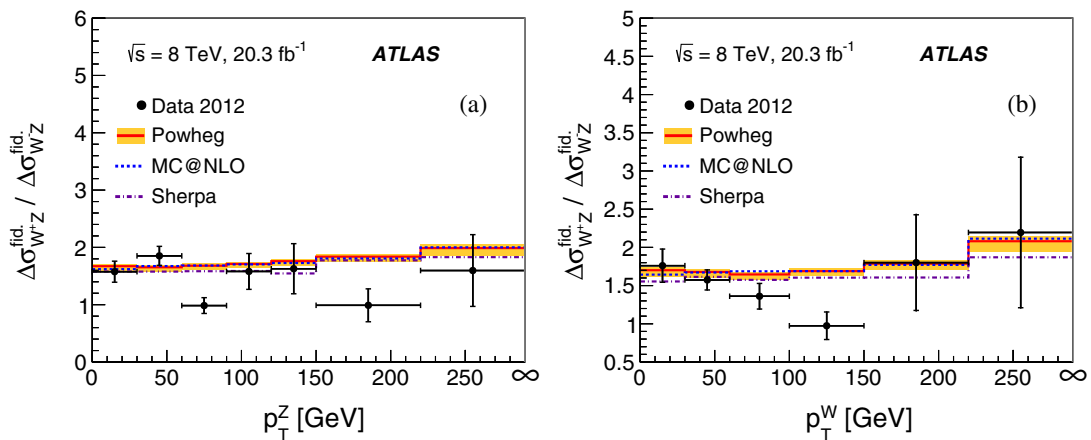 Δσ^fid._W⁺Z / Δσ^fid._W⁻Z
6
5
4
3
2
1
0
√s = 8 TeV, 20.3 fb⁻¹
ATLAS
(a)
Data 2012
Powheg
MC@NLO
Sherpa
0 50 100 150 200 250 ∞
p_T^Z [GeV]
Δσ^fid._W⁺Z / Δσ^fid._W⁻Z
5
4.5
4
3.5
3
2.5
2
1.5
1
0.5
√s = 8 TeV, 20.3 fb⁻¹
ATLAS
(b)
Data 2012
Powheg
MC@NLO
Sherpa
0 50 100 150 200 250 ∞
p_T^W [GeV]